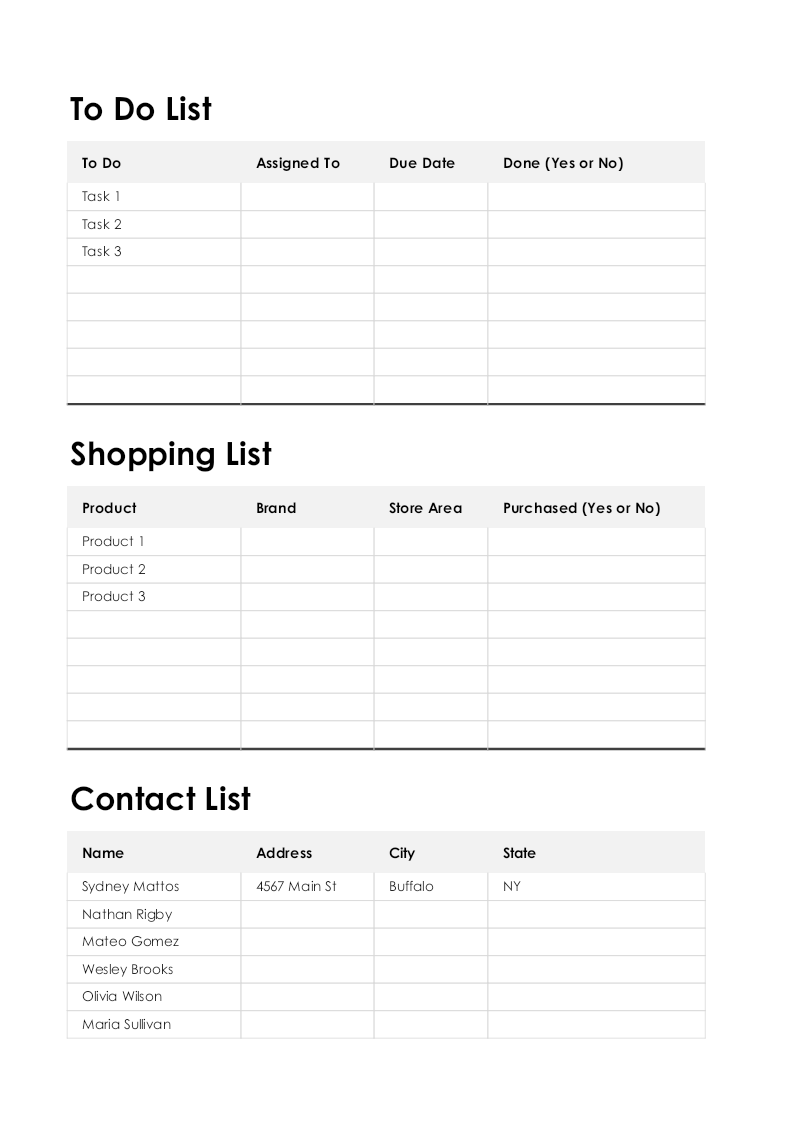 To Do List
To Do Assigned To Due Date Done (Yes or No)
Task 1
Task 2
Task 3
Shopping List
Product Brand Store Area Purchased (Yes or No)
Product 1
Product 2
Product 3
Contact List
Name Address City State
Sydney Mattos 4567 Main St Buffalo NY
Nathan Rigby
Mateo Gomez
Wesley Brooks
Olivia Wilson
Maria Sullivan